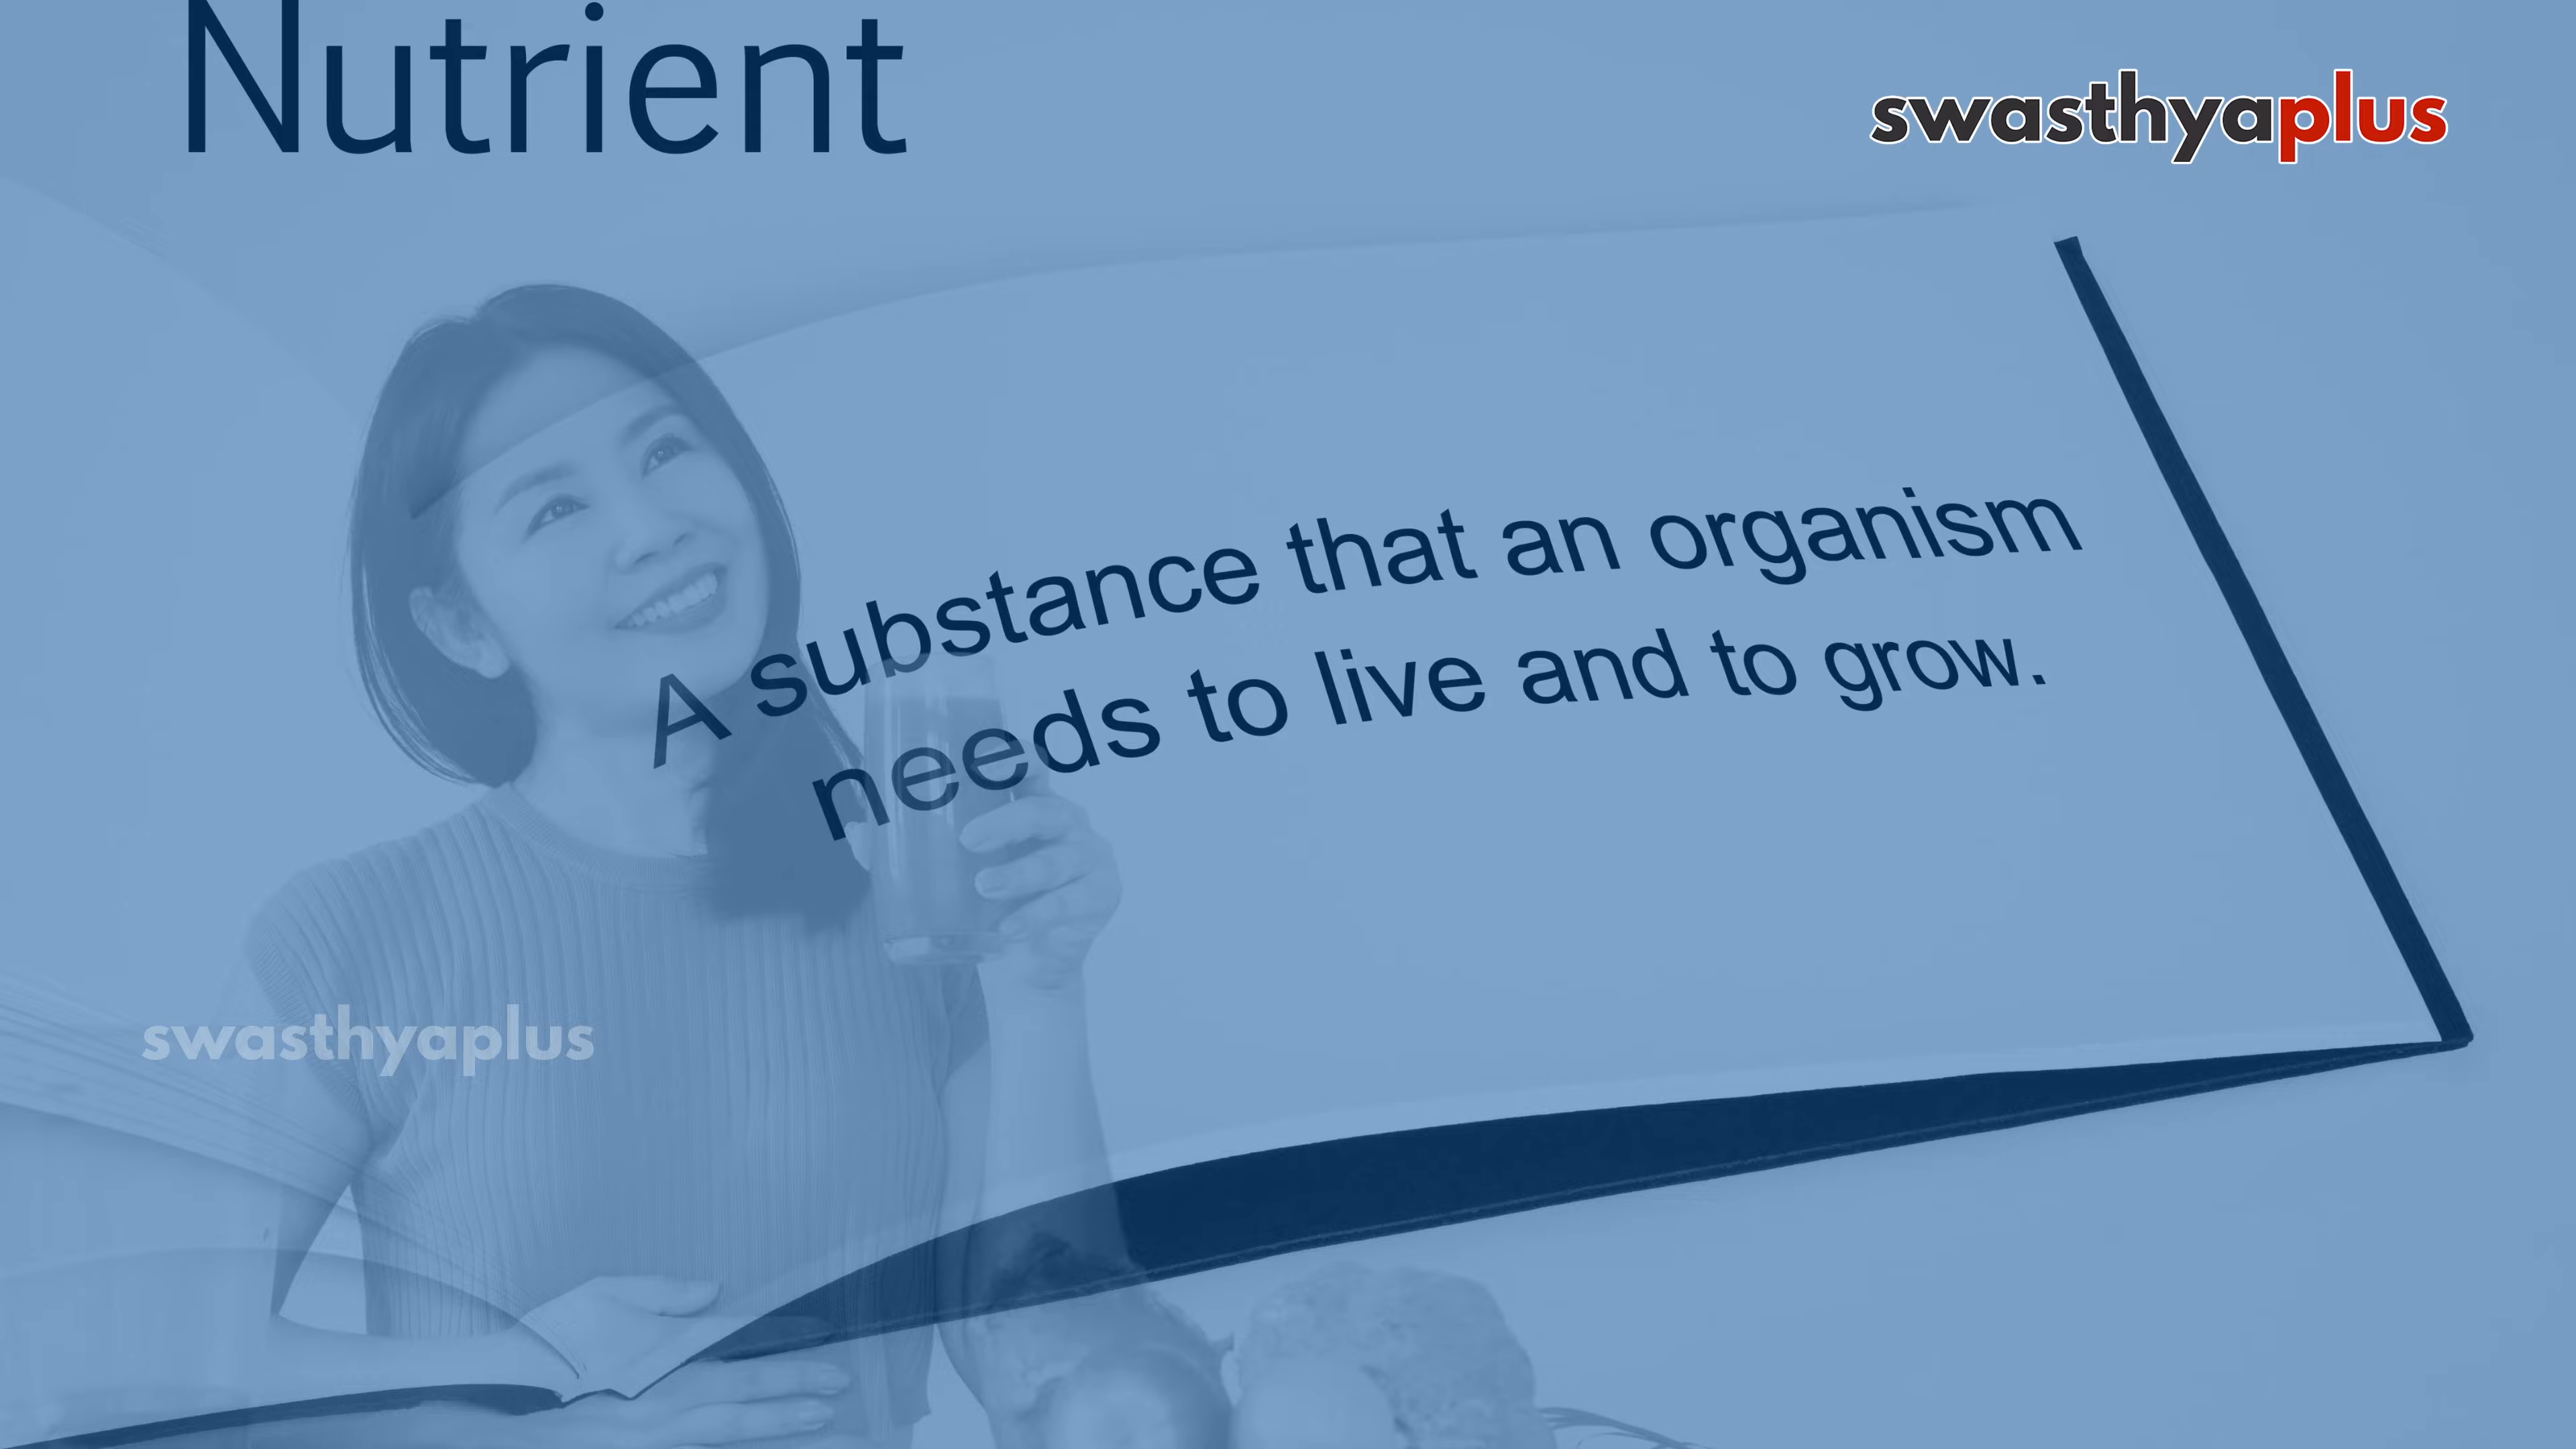 Nutrient
swasthyaplus
A substance that an organism
needs to live and to grow.
swasthyaplus